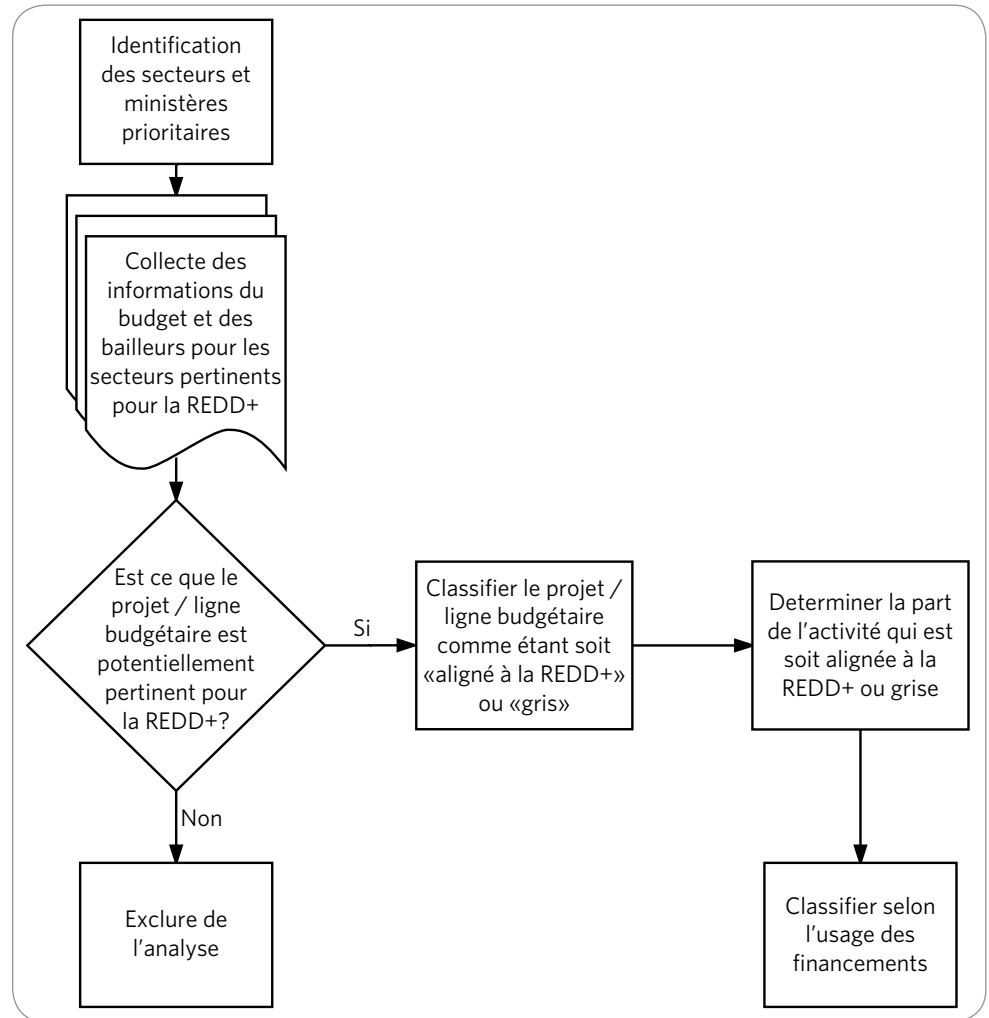 Identification
des secteurs et
ministères
prioritaires
Collecte des
informations du
budget et des
bailleurs pour les
secteurs pertinents
pour la REDD+
Est ce que le
projet / ligne
budgétaire est
potentiellement
pertinent pour
la REDD+?
Si
Classifier le projet /
ligne budgétaire
comme étant soit
«aligné à la REDD+»
ou «gris»
Determiner la part
de l'activité qui est
soit alignée à la
REDD+ ou grise
Non
Exclure de
l'analyse
Classifier selon
l'usage des
financements